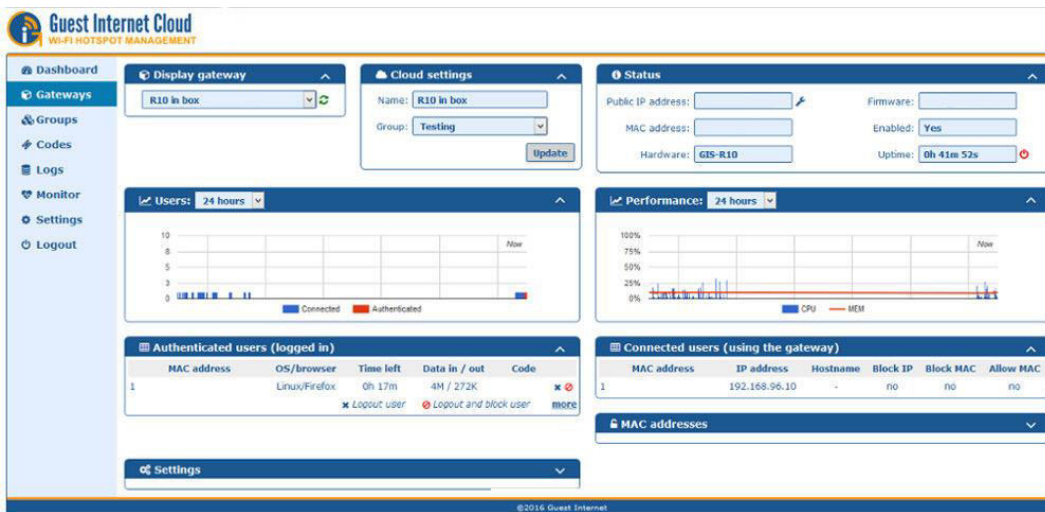 Guest Internet Cloud
WI-FI HOTSPOT MANAGEMENT
Dashboard
Gateways
Groups
Codes
Logs
Monitor
Settings
Logout
Display gateway
R10 in box
Cloud settings
Name: R10 in box
Group: Testing
Update
Status
Public IP address:
Firmware:
MAC address:
Enabled: Yes
Hardware: GIS-R10
Uptime: 0h 41m 52s
Users: 24 hours
10
8
5
3
0
Now
Connected Authenticated
Performance: 24 hours
100%
75%
50%
25%
0%
Now
CPU MEM
Authenticated users (logged in)
MAC address OS/browser Time left Data in / out Code
1 Linux/Firefox 0h 17m 4M / 272K
Logout user Logout and block user more
Connected users (using the gateway)
MAC address IP address Hostname Block IP Block MAC Allow MAC
1 192.168.96.10 - no no no
MAC addresses
Settings
©2016 Guest Internet